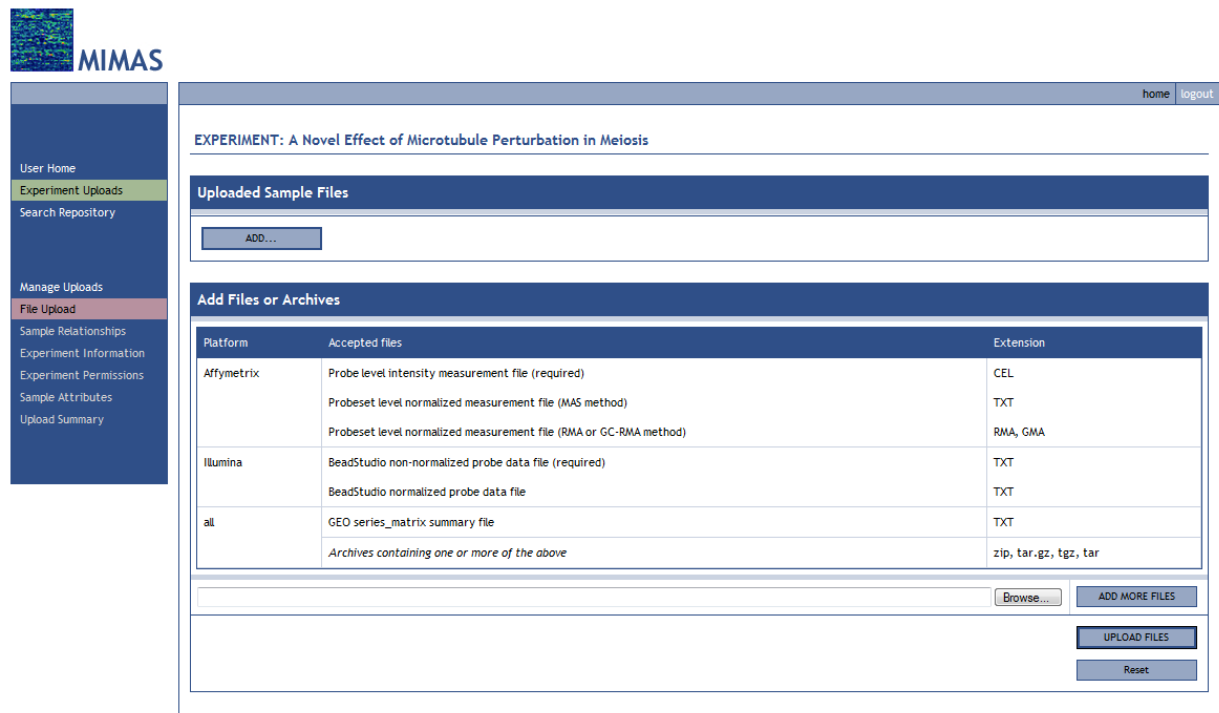 MIMAS
home logout
EXPERIMENT: A Novel Effect of Microtubule Perturbation in Meiosis
User Home
Experiment Uploads
Search Repository
Manage Uploads
File Upload
Sample Relationships
Experiment Information
Experiment Permissions
Sample Attributes
Upload Summary
Uploaded Sample Files
ADD...
Add Files or Archives
Platform Accepted files Extension
Affymetrix Probe level intensity measurement file (required) CEL
Probeset level normalized measurement file (MAS method) TXT
Probeset level normalized measurement file (RMA or GC-RMA method) RMA, GMA
Illumina BeadStudio non-normalized probe data file (required) TXT
BeadStudio normalized probe data file TXT
all GEO series_matrix summary file TXT
Archives containing one or more of the above zip, tar.gz, tgz, tar
Browse... ADD MORE FILES
UPLOAD FILES
Reset